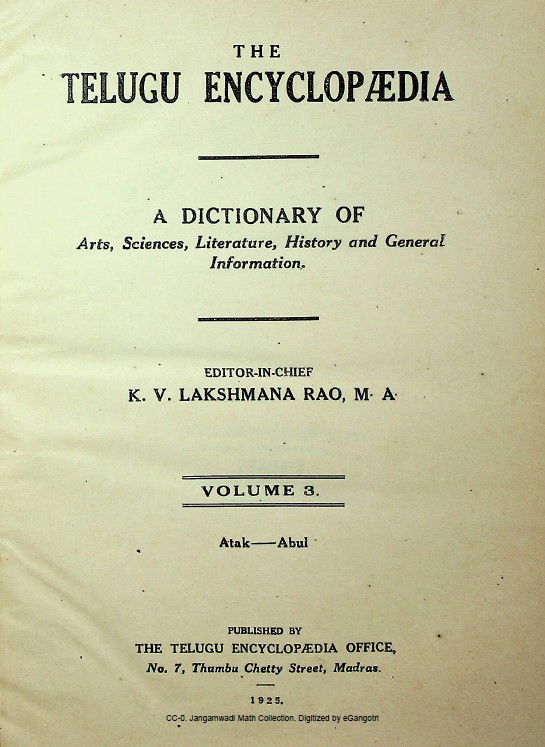 THE
TELUGU ENCYCLOPÆDIA
A DICTIONARY OF
Arts, Sciences, Literature, History and General
Information.
EDITOR-IN-CHIEF
K. V. LAKSHMANA RAO, M. A.
VOLUME 3.
Atak—Abul
PUBLISHED BY
THE TELUGU ENCYCLOPÆDIA OFFICE,
No. 7, Thambu Chetty Street, Madras.
1925.
CC-0. Jangamwadi Math Collection. Digitized by eGangotri